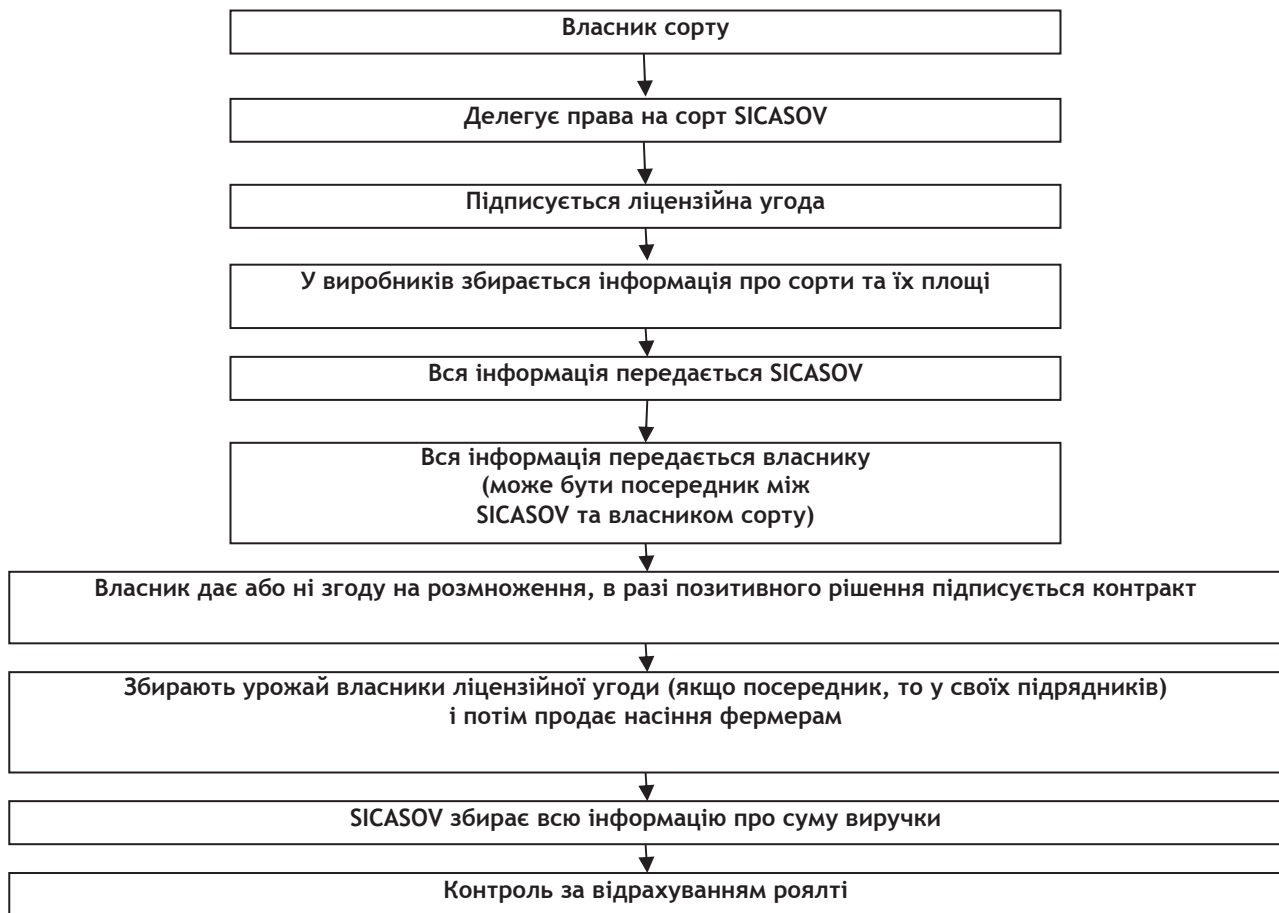 Власник сорту
Делегує права на сорт SICASOV
Підписується ліцензійна угода
У виробників збирається інформація про сорти та їх площі
Вся інформація передається SICASOV
Вся інформація передається власнику
(може бути посередник між
SICASOV та власником сорту)
Власник дає або ні згоду на розмноження, в разі позитивного рішення підписується контракт
Збирають урожай власники ліцензійної угоди (якщо посередник, то у своїх підрядників)
і потім продає насіння фермерам
SICASOV збирає всю інформацію про суму виручки
Контроль за відрахуванням роялті